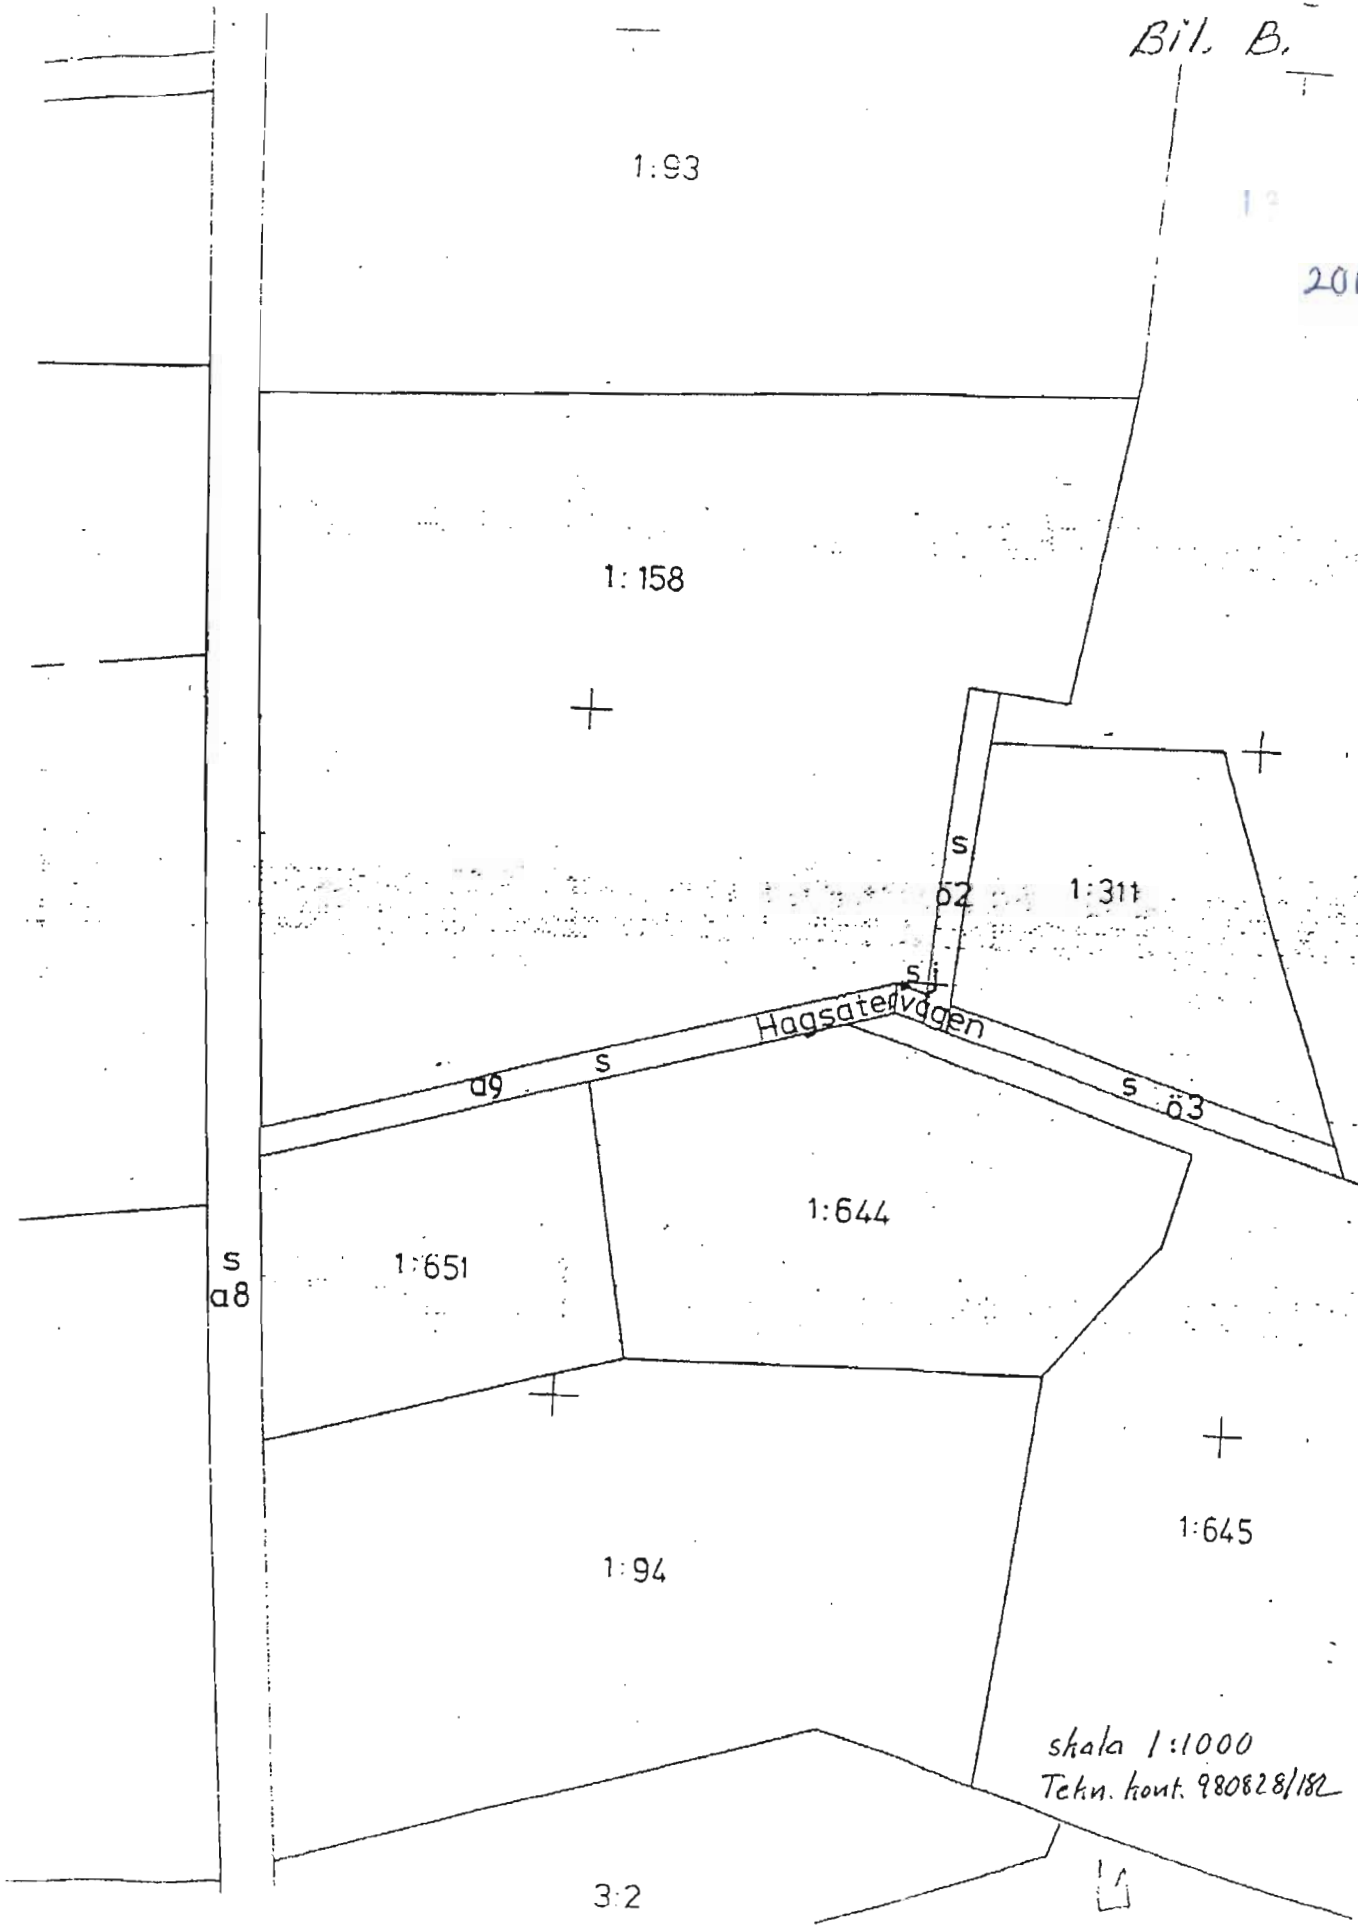 Bil. B.
1:93
201
1:158
s
ö2
1:311
s j
Hagsätervägen
s
a9
s
ö3
1:644
1:651
s
a8
1:645
1:94
skala 1:1000
Tekn. kont. 980828/182
3:2